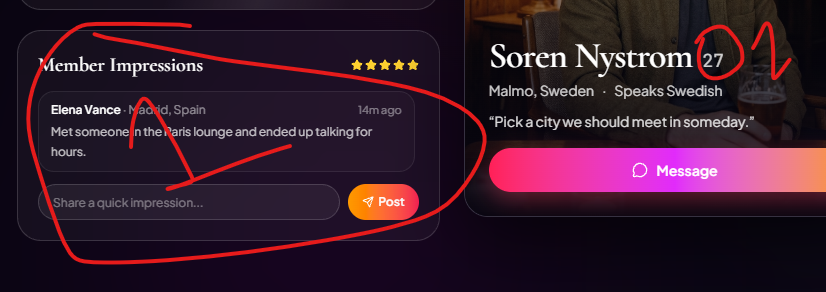 Member Impressions
Elena Vance · Madrid, Spain
14m ago
Met someone in the Paris lounge and ended up talking for
hours.
Share a quick impression...
Post
Soren Nystrom 27
Malmo, Sweden · Speaks Swedish
“Pick a city we should meet in someday.”
Message